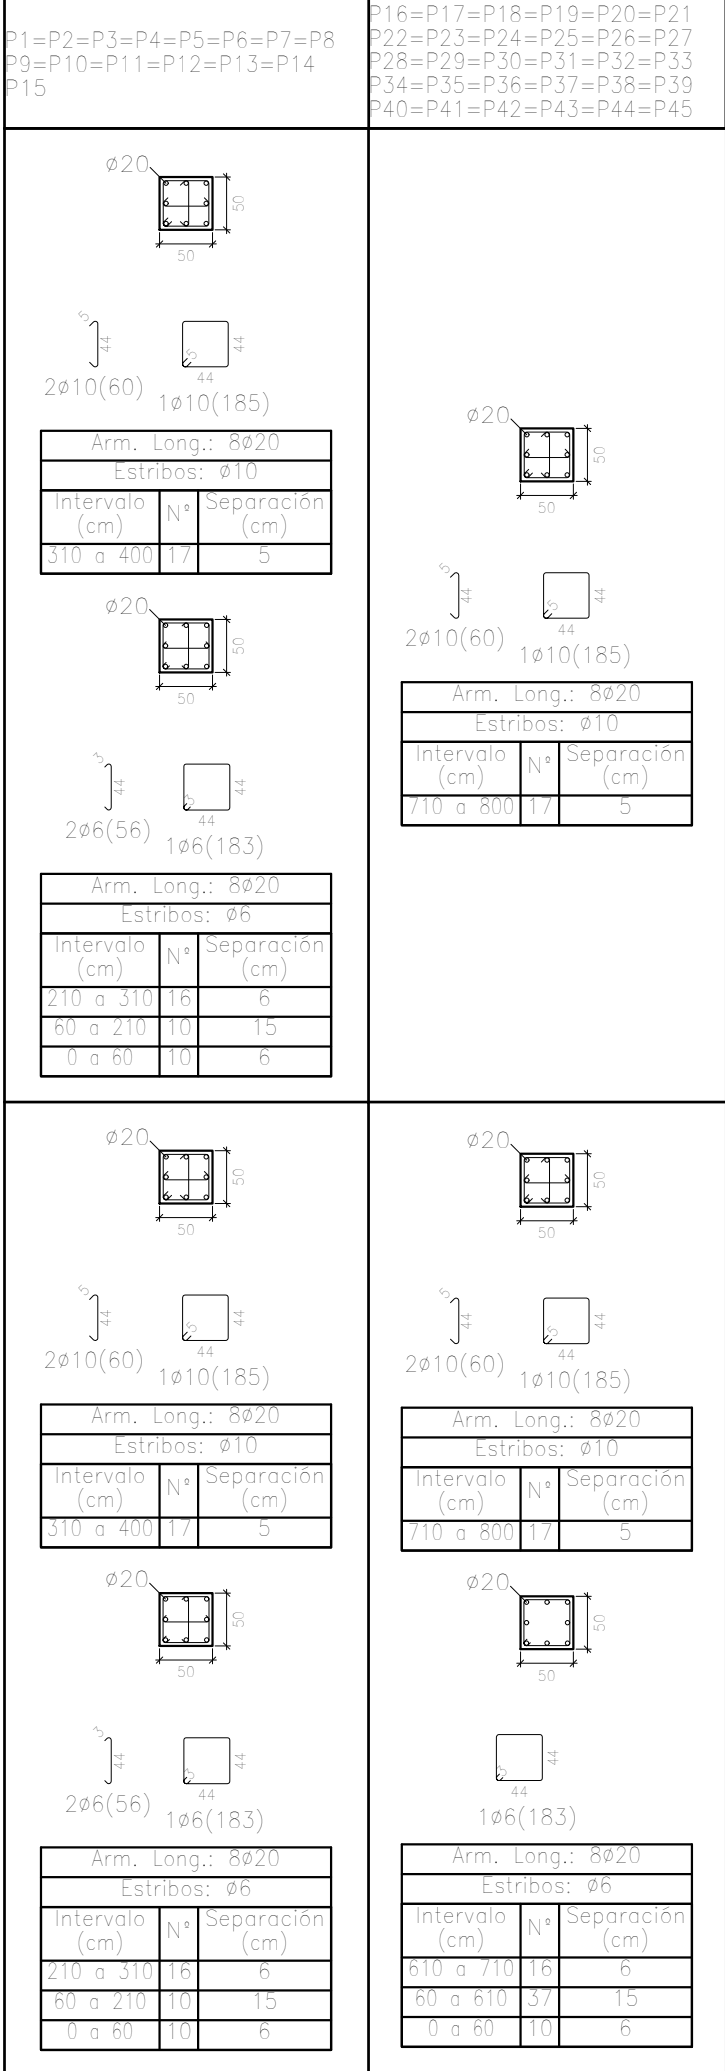 P1=P2=P3=P4=P5=P6=P7=P8
P9=P10=P11=P12=P13=P14
P15
P16=P17=P18=P19=P20=P21
P22=P23=P24=P25=P26=P27
P28=P29=P30=P31=P32=P33
P34=P35=P36=P37=P38=P39
P40=P41=P42=P43=P44=P45
ø20
50
50
5
44
2ø10(60)
5
44
44
1ø10(185)
Arm. Long.: 8ø20
Estribos: ø10
Intervalo (cm) Nº Separación (cm)
310 a 400 17 5
ø20
50
50
3
44
2ø6(56)
3
44
44
1ø6(183)
Arm. Long.: 8ø20
Estribos: ø6
Intervalo (cm) Nº Separación (cm)
210 a 310 16 6
60 a 210 10 15
0 a 60 10 6
ø20
50
50
5
44
2ø10(60)
5
44
44
1ø10(185)
Arm. Long.: 8ø20
Estribos: ø10
Intervalo (cm) Nº Separación (cm)
710 a 800 17 5
ø20
50
50
5
44
2ø10(60)
5
44
44
1ø10(185)
Arm. Long.: 8ø20
Estribos: ø10
Intervalo (cm) Nº Separación (cm)
310 a 400 17 5
ø20
50
50
3
44
2ø6(56)
3
44
44
1ø6(183)
Arm. Long.: 8ø20
Estribos: ø6
Intervalo (cm) Nº Separación (cm)
210 a 310 16 6
60 a 210 10 15
0 a 60 10 6
ø20
50
50
5
44
2ø10(60)
5
44
44
1ø10(185)
Arm. Long.: 8ø20
Estribos: ø10
Intervalo (cm) Nº Separación (cm)
710 a 800 17 5
ø20
50
50
3
44
44
1ø6(183)
Arm. Long.: 8ø20
Estribos: ø6
Intervalo (cm) Nº Separación (cm)
610 a 710 16 6
60 a 610 37 15
0 a 60 10 6